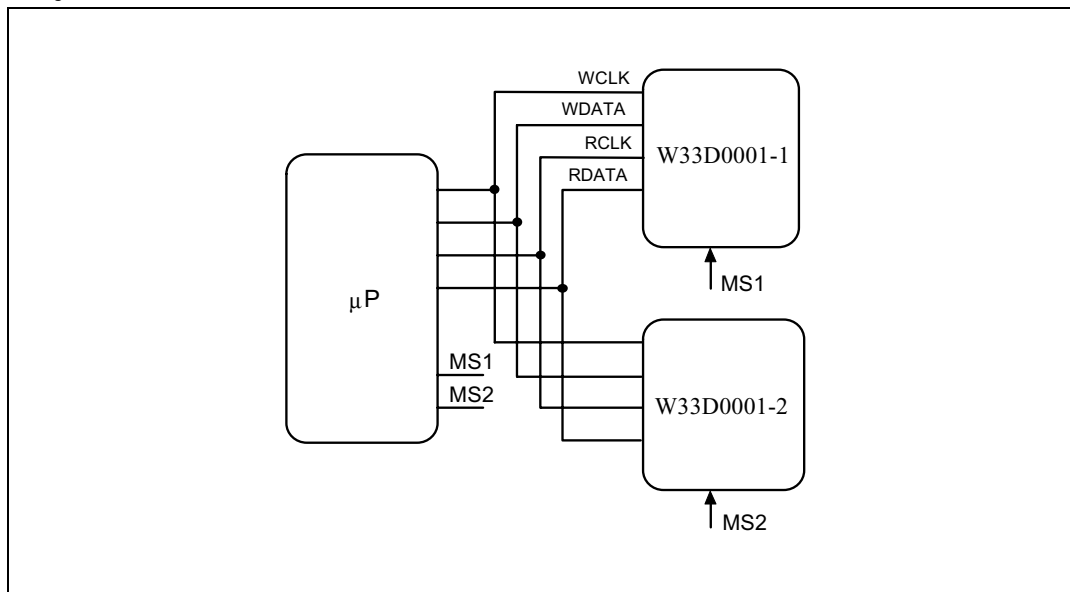 WCLK
WDATA
RCLK
RDATA
W33D0001-1
MS1
μP
MS1
MS2
W33D0001-2
MS2